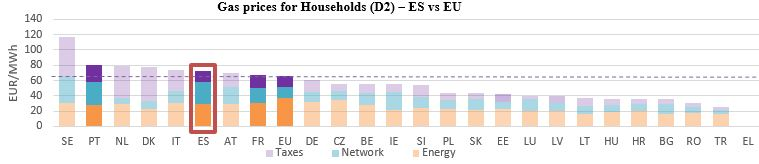 Gas prices for Households (D2) – ES vs EU
EUR/MWh
140
120
100
80
60
40
20
0
SE PT NL DK IT ES AT FR EU DE CZ BE IE SI PL SK EE LU LV LT HU HR BG RO TR EL
Taxes Network Energy